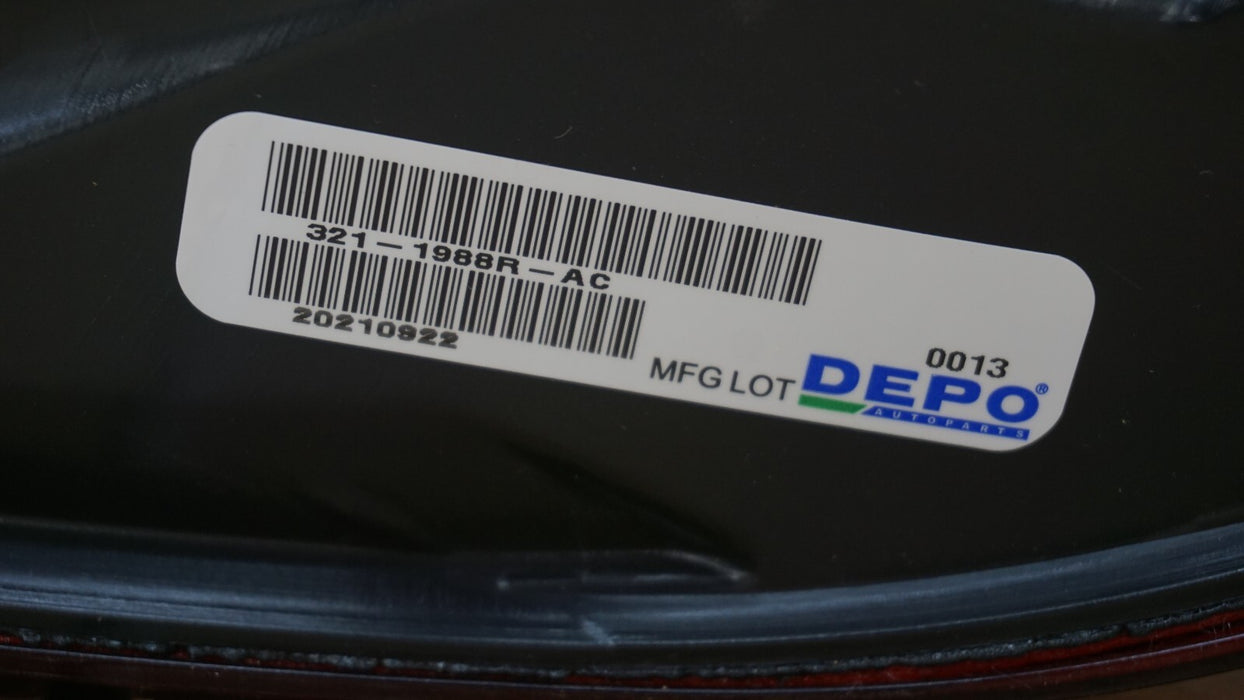 321-1988R-AC
20210922
0013
MFG LOT
DEPO®
AUTOPARTS